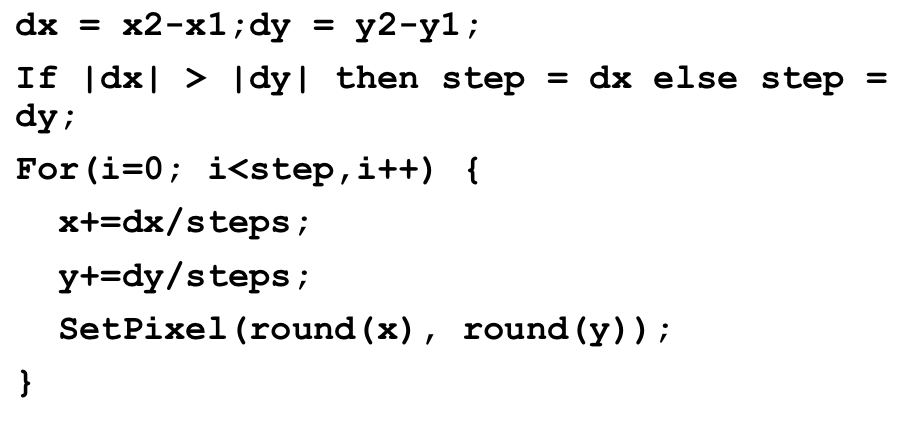 dx = x2-x1;dy = y2-y1;
If |dx| > |dy| then step = dx else step =
dy;
For(i=0; i<step,i++) {
x+=dx/steps;
y+=dy/steps;
SetPixel(round(x), round(y));
}